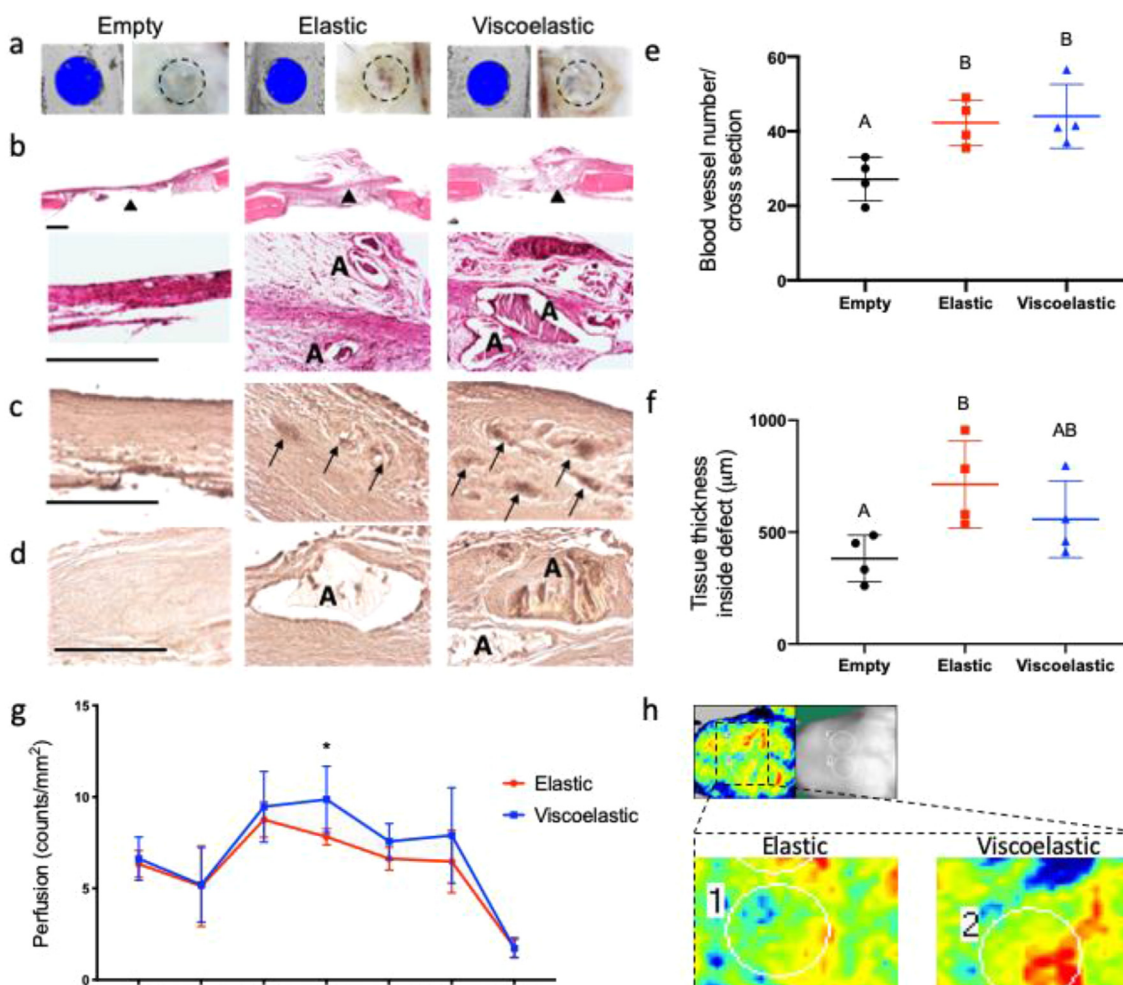 Empty Elastic Viscoelastic
a
b
A
A
A
A
c
d
A
A
A
e
Blood vessel number/
cross section
60
40
20
0
A
B
B
Empty Elastic Viscoelastic
f
Tissue thickness
inside defect (μm)
1000
500
0
A
B
AB
Empty Elastic Viscoelastic
g
Perfusion (counts/mm²)
15
10
5
0
*
Elastic
Viscoelastic
h
Elastic Viscoelastic
1
2